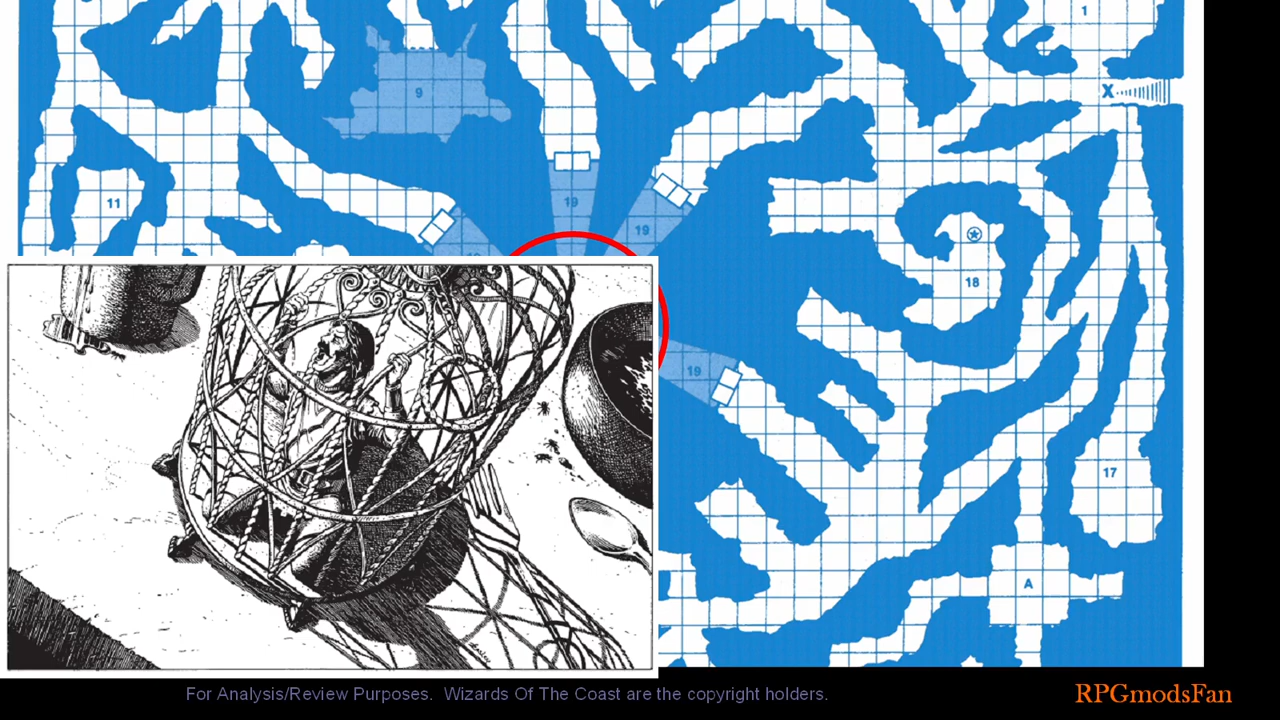 1
9
X
11
19
19
18
19
17
A
For Analysis/Review Purposes. Wizards Of The Coast are the copyright holders.
RPGmodsFan